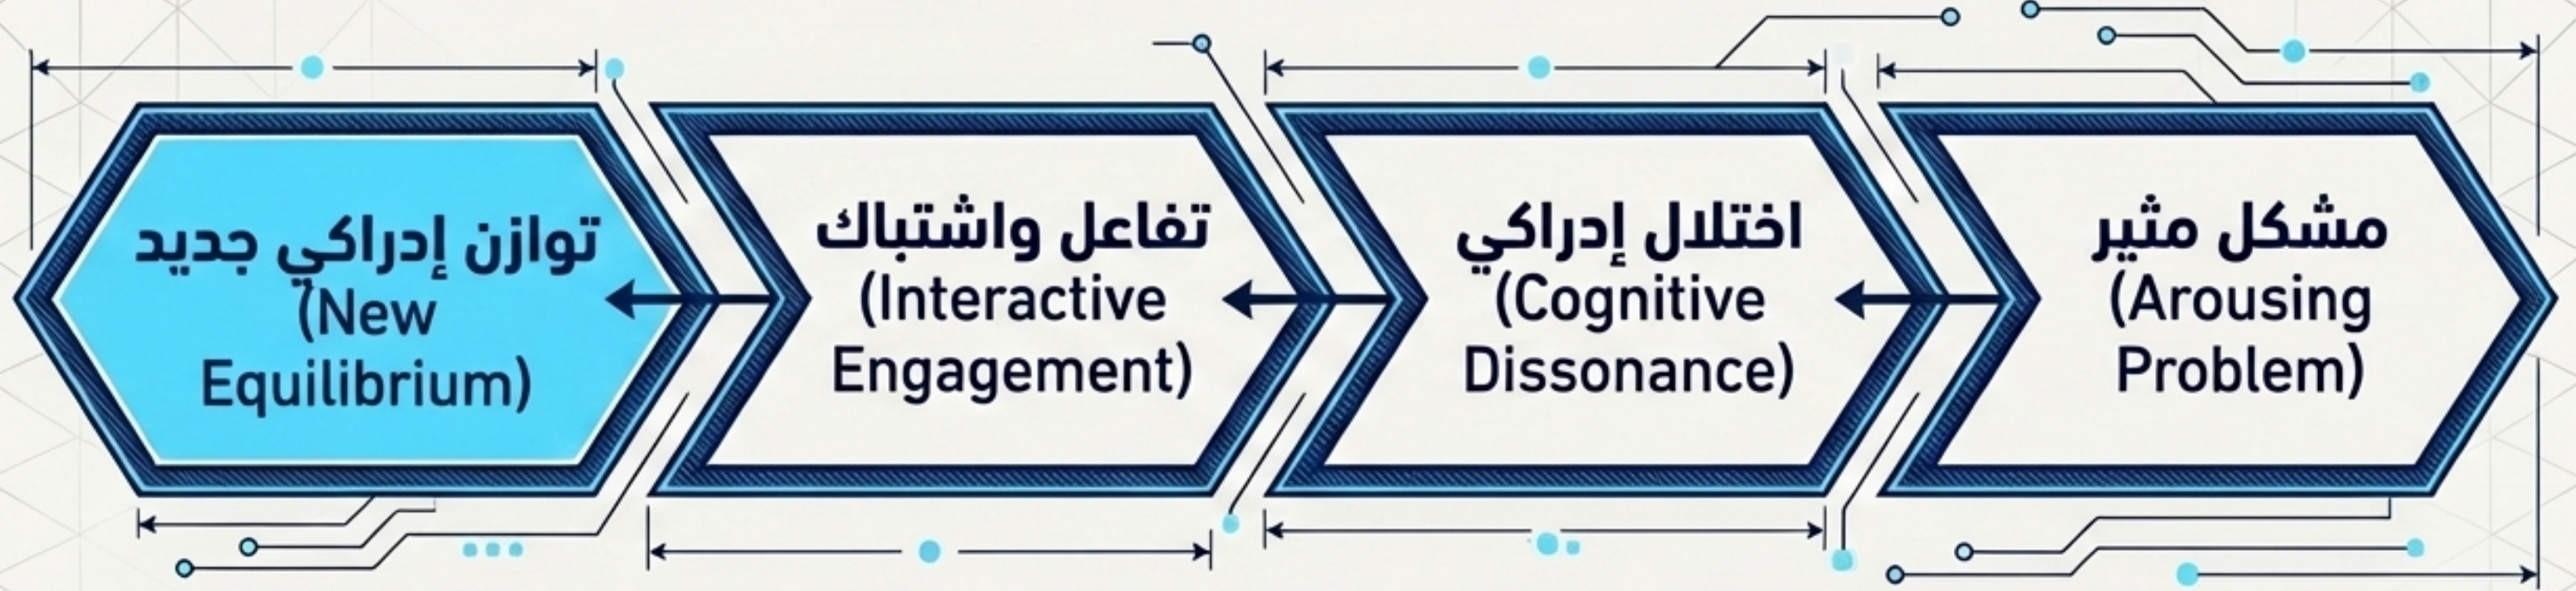 مشكل مثير
(Arousing
Problem)
اختلال إدراكي
(Cognitive
Dissonance)
تفاعل واشتباك
(Interactive
Engagement)
توازن إدراكي جديد
(New
Equilibrium)